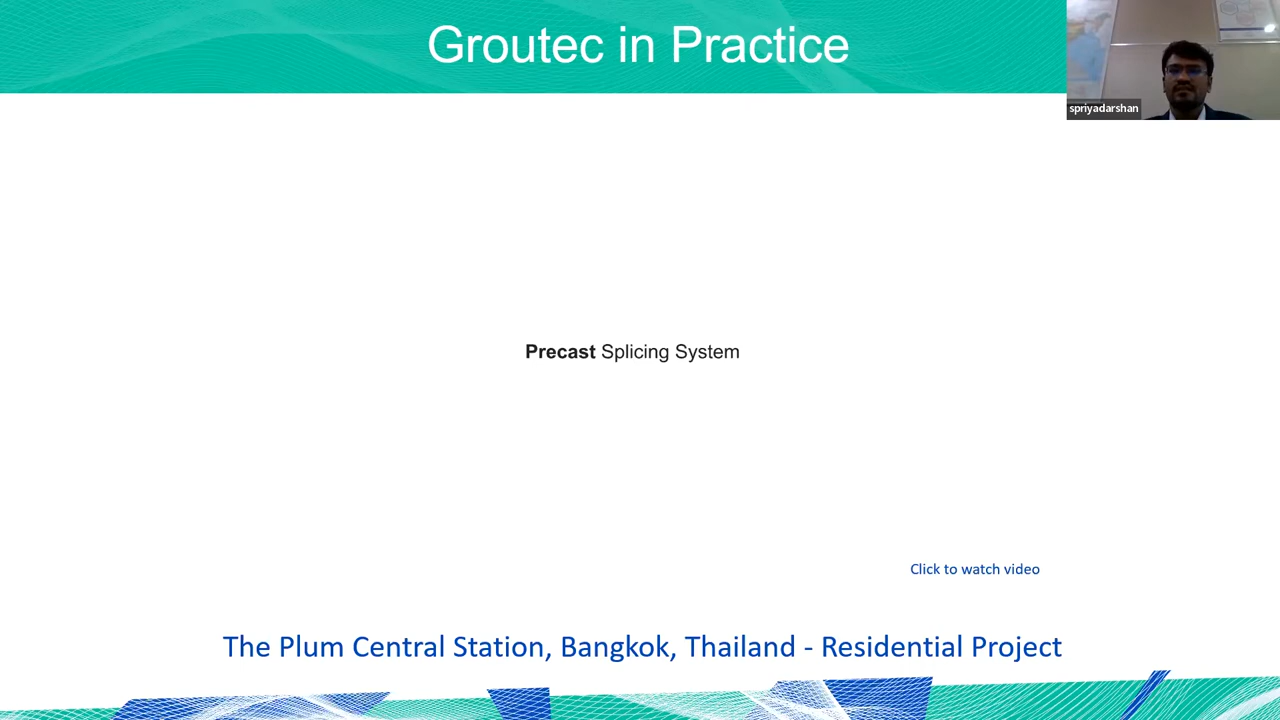 Groutec in Practice
spriyadarshan
Precast Splicing System
Click to watch video
The Plum Central Station, Bangkok, Thailand - Residential Project